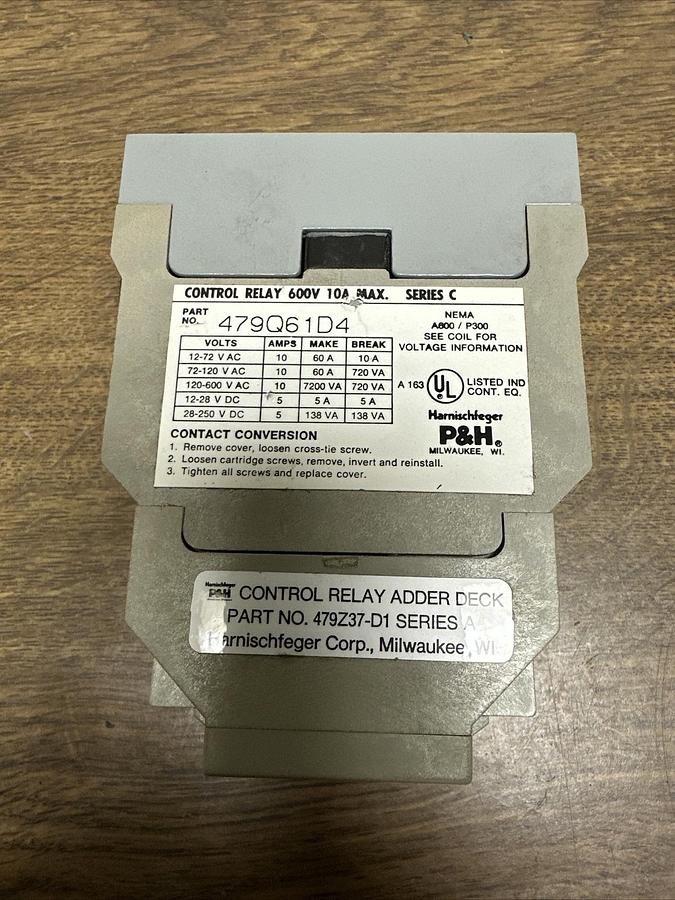 CONTROL RELAY 600V 10A MAX. SERIES C
PART NO. 479Q61D4
NEMA
A600 / P300
SEE COIL FOR
VOLTAGE INFORMATION
VOLTS AMPS MAKE BREAK
12-72 V AC 10 60 A 10 A
72-120 V AC 10 60 A 720 VA
120-600 V AC 10 7200 VA 720 VA
12-28 V DC 5 5 A 5 A
28-250 V DC 5 138 VA 138 VA
A 163 UL LISTED IND
CONT. EQ.
Harnischfeger
P&H®
MILWAUKEE, WI.
CONTACT CONVERSION
1. Remove cover, loosen cross-tie screw.
2. Loosen cartridge screws, remove, invert and reinstall.
3. Tighten all screws and replace cover.
Harnischfeger
P&H
CONTROL RELAY ADDER DECK
PART NO. 479Z37-D1 SERIES A
Harnischfeger Corp., Milwaukee, WI